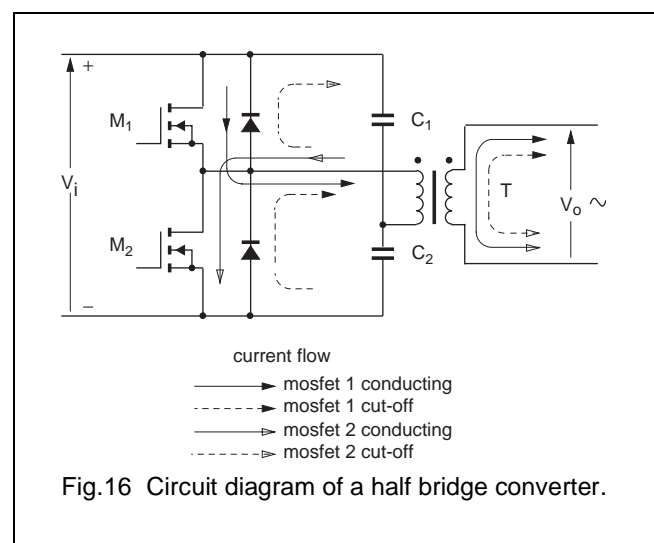 +
M1
C1
Vi
T
Vo ~
M2
C2
−
current flow
mosfet 1 conducting
mosfet 1 cut-off
mosfet 2 conducting
mosfet 2 cut-off
Fig.16 Circuit diagram of a half bridge converter.